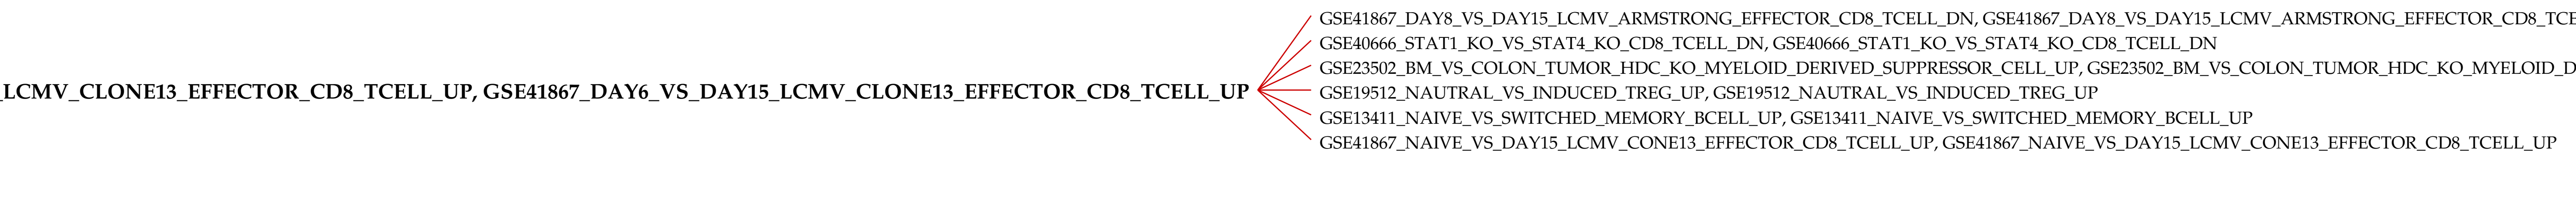 GSE41867_DAY8_VS_DAY15_LCMV_ARMSTRONG_EFFECTOR_CD8_TCELL_DN, GSE41867_DAY8_VS_DAY15_LCMV_ARMSTRONG_EFFECTOR_CD8_TCE
GSE40666_STAT1_KO_VS_STAT4_KO_CD8_TCELL_DN, GSE40666_STAT1_KO_VS_STAT4_KO_CD8_TCELL_DN
GSE23502_BM_VS_COLON_TUMOR_HDC_KO_MYELOID_DERIVED_SUPPRESSOR_CELL_UP, GSE23502_BM_VS_COLON_TUMOR_HDC_KO_MYELOID_D
_LCMV_CLONE13_EFFECTOR_CD8_TCELL_UP, GSE41867_DAY6_VS_DAY15_LCMV_CLONE13_EFFECTOR_CD8_TCELL_UP
GSE19512_NAUTRAL_VS_INDUCED_TREG_UP, GSE19512_NAUTRAL_VS_INDUCED_TREG_UP
GSE13411_NAIVE_VS_SWITCHED_MEMORY_BCELL_UP, GSE13411_NAIVE_VS_SWITCHED_MEMORY_BCELL_UP
GSE41867_NAIVE_VS_DAY15_LCMV_CONE13_EFFECTOR_CD8_TCELL_UP, GSE41867_NAIVE_VS_DAY15_LCMV_CONE13_EFFECTOR_CD8_TCELL_UP